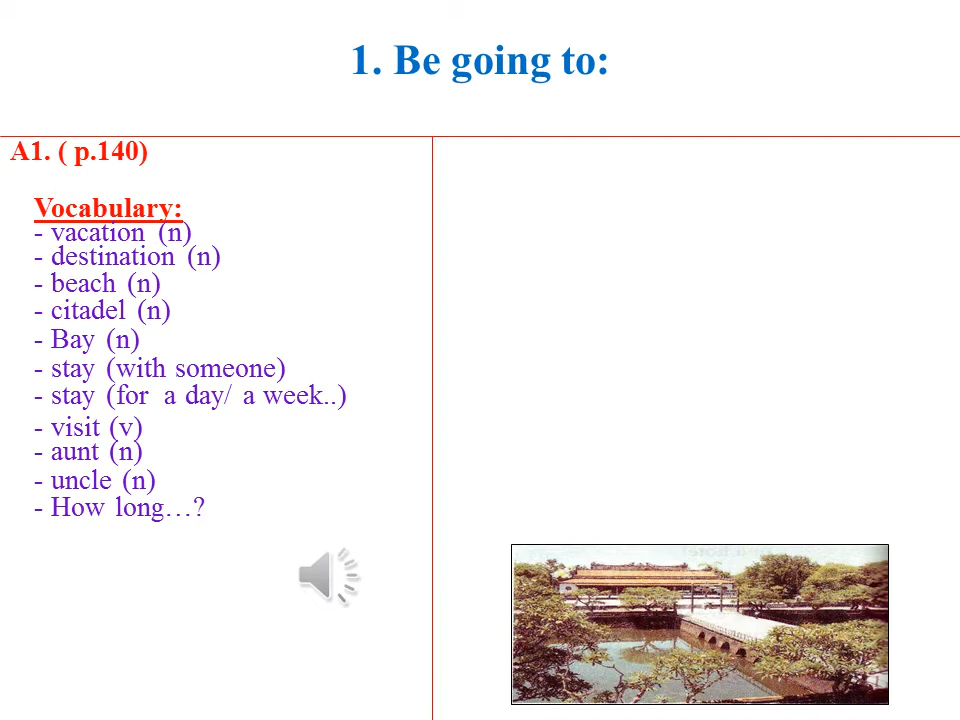 1. Be going to:
A1. ( p.140)
Vocabulary:
- vacation (n)
- destination (n)
- beach (n)
- citadel (n)
- Bay (n)
- stay (with someone)
- stay (for a day/ a week..)
- visit (v)
- aunt (n)
- uncle (n)
- How long…?